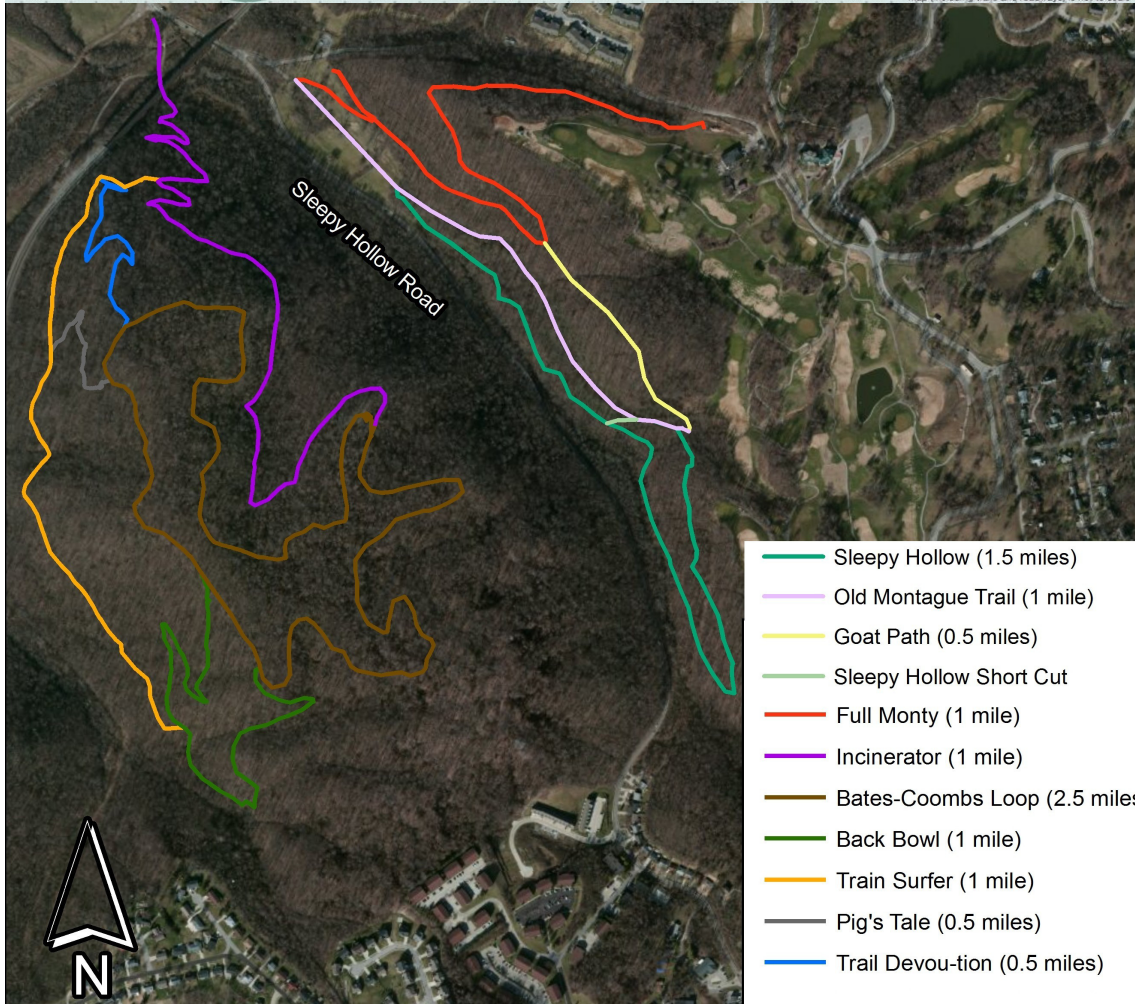 Sleepy Hollow Road
Sleepy Hollow (1.5 miles)
Old Montague Trail (1 mile)
Goat Path (0.5 miles)
Sleepy Hollow Short Cut
Full Monty (1 mile)
Incinerator (1 mile)
Bates-Coombs Loop (2.5 miles
Back Bowl (1 mile)
Train Surfer (1 mile)
Pig's Tale (0.5 miles)
Trail Devou-tion (0.5 miles)
N